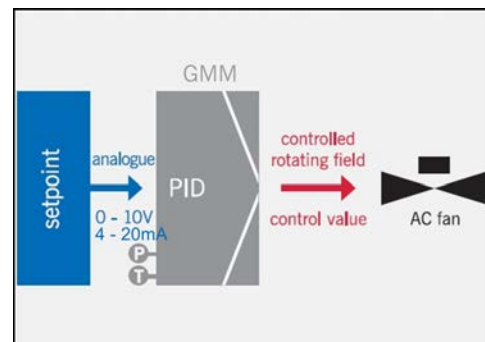 GMM
setpoint
analogue
0 - 10V
4 - 20mA
PID
P
T
controlled
rotating field
control value
AC fan